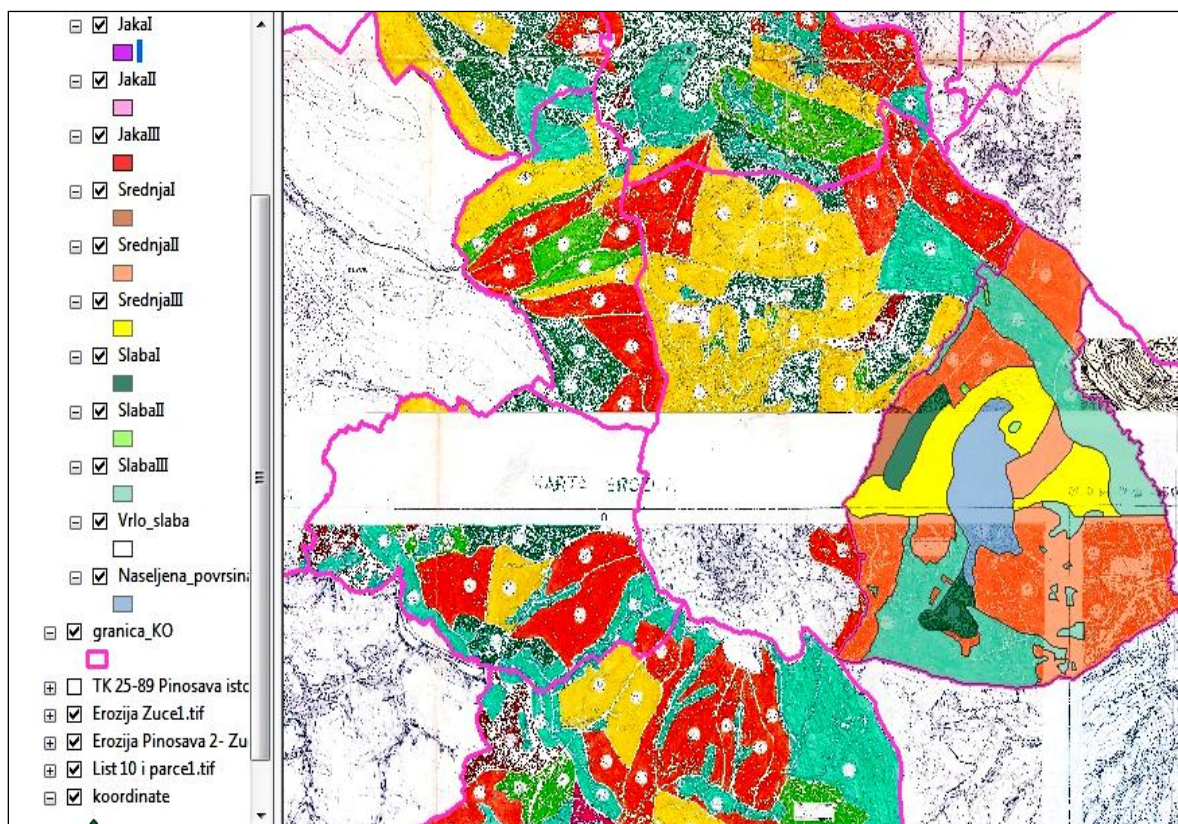 JakaI
JakaII
JakaIII
SrednjaI
SrednjaII
SrednjaIII
SlabaI
SlabaII
SlabaIII
Vrlo_slaba
Naseljena_povrsina
granica_KO
TK 25-89 Pinosava istc
Erozija Zuce1.tif
Erozija Pinosava 2- Zu
List 10 i parce1.tif
koordinate